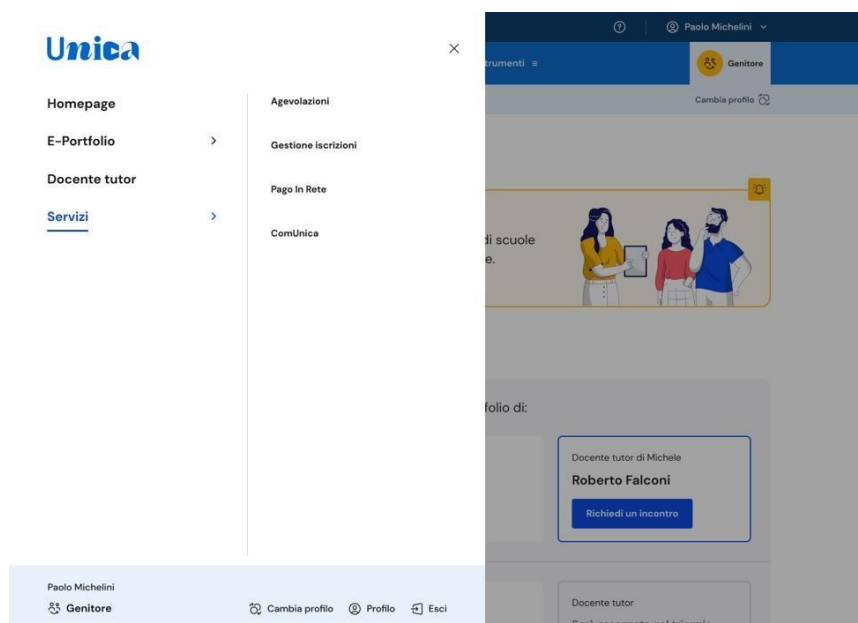 Unica
Homepage
E-Portfolio
Docente tutor
Servizi
Agevolazioni
Gestione iscrizioni
Pago In Rete
ComUnica
Paolo Michelini
Genitore
Cambia profilo
Profilo
Esci
Paolo Michelini
trumenti
Genitore
Cambia profilo
di scuole
e.
folio di:
Docente tutor di Michele
Roberto Falconi
Richiedi un incontro
Docente tutor